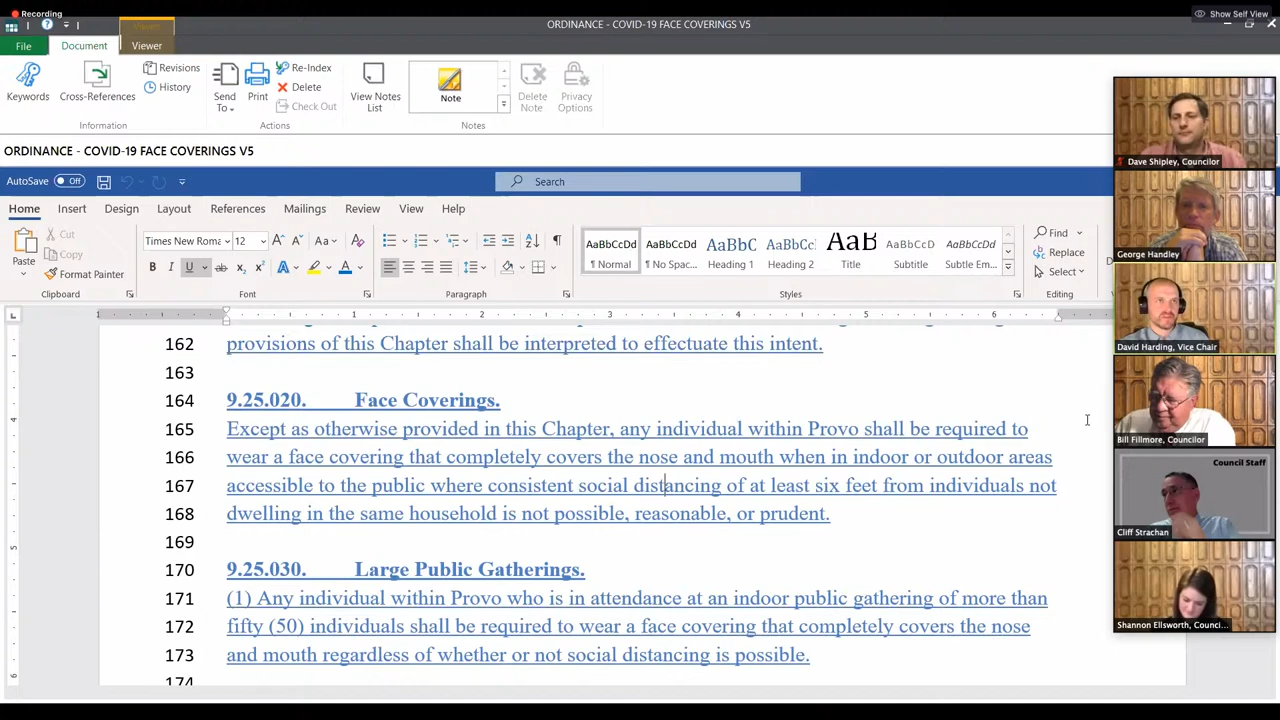 Recording
Show Self View
ORDINANCE - COVID-19 FACE COVERINGS V5
Viewer
File
Document
Viewer
Keywords
Cross-References
Revisions
History
Information
Send To
Print
Re-Index
Delete
Check Out
Actions
View Notes List
Note
Delete Note
Privacy Options
Notes
ORDINANCE - COVID-19 FACE COVERINGS V5
AutoSave Off
Search
Home Insert Design Layout References Mailings Review View Help
Paste
Cut
Copy
Format Painter
Clipboard
Times New Roma 12
Font
Paragraph
AaBbCcDd ¶ Normal
AaBbCcDd ¶ No Spac...
AaBbC Heading 1
AaBbCc Heading 2
AaB Title
AaBbCcD Subtitle
AaBbCcD Subtle Em...
Styles
Find
Replace
Select
Editing
1 1 2 3 4 5 6
162 provisions of this Chapter shall be interpreted to effectuate this intent.
163
164 9.25.020. Face Coverings.
165 Except as otherwise provided in this Chapter, any individual within Provo shall be required to
166 wear a face covering that completely covers the nose and mouth when in indoor or outdoor areas
167 accessible to the public where consistent social distancing of at least six feet from individuals not
168 dwelling in the same household is not possible, reasonable, or prudent.
169
170 9.25.030. Large Public Gatherings.
171 (1) Any individual within Provo who is in attendance at an indoor public gathering of more than
172 fifty (50) individuals shall be required to wear a face covering that completely covers the nose
173 and mouth regardless of whether or not social distancing is possible.
174
Dave Shipley, Councilor
George Handley
David Harding, Vice Chair
Bill Fillmore, Councilor
Council Staff
Cliff Strachan
Shannon Ellsworth, Counci...